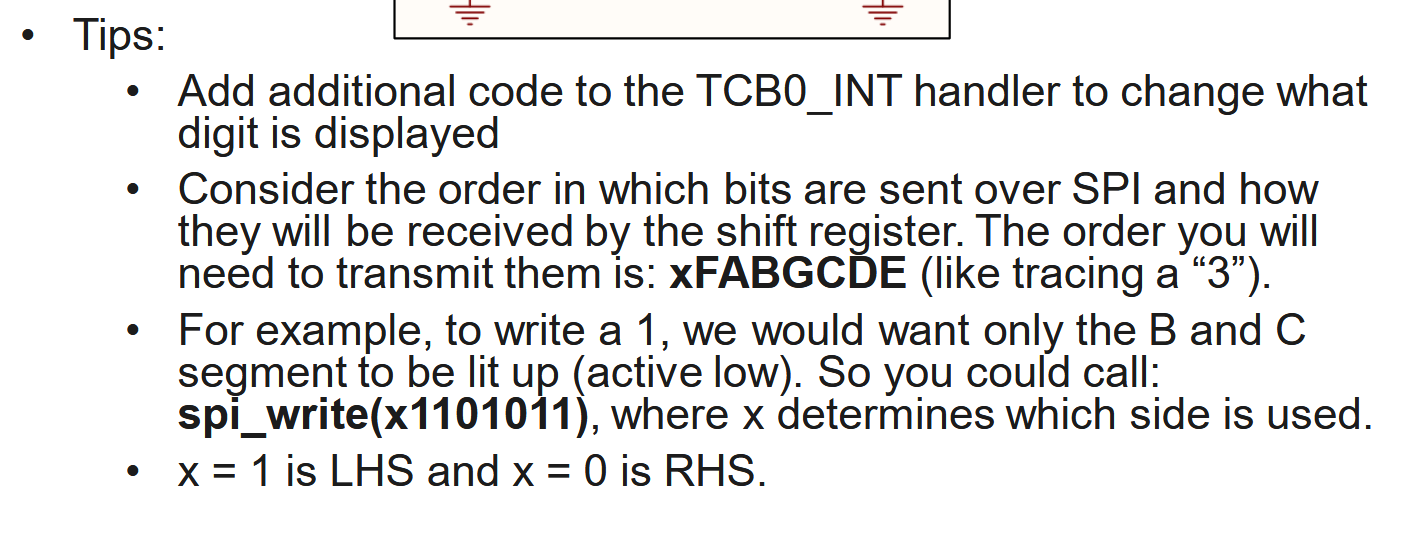 • Tips:
• Add additional code to the TCB0_INT handler to change what
digit is displayed
• Consider the order in which bits are sent over SPI and how
they will be received by the shift register. The order you will
need to transmit them is: xFABGCDE (like tracing a “3”).
• For example, to write a 1, we would want only the B and C
segment to be lit up (active low). So you could call:
spi_write(x1101011), where x determines which side is used.
• x = 1 is LHS and x = 0 is RHS.